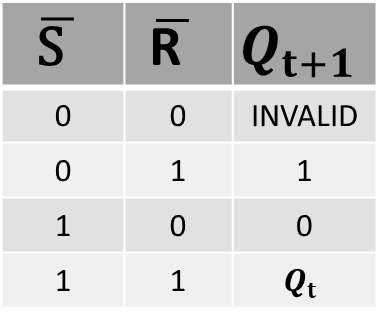 S̅ R̅ Qt+1
0 0 INVALID
0 1 1
1 0 0
1 1 Qt